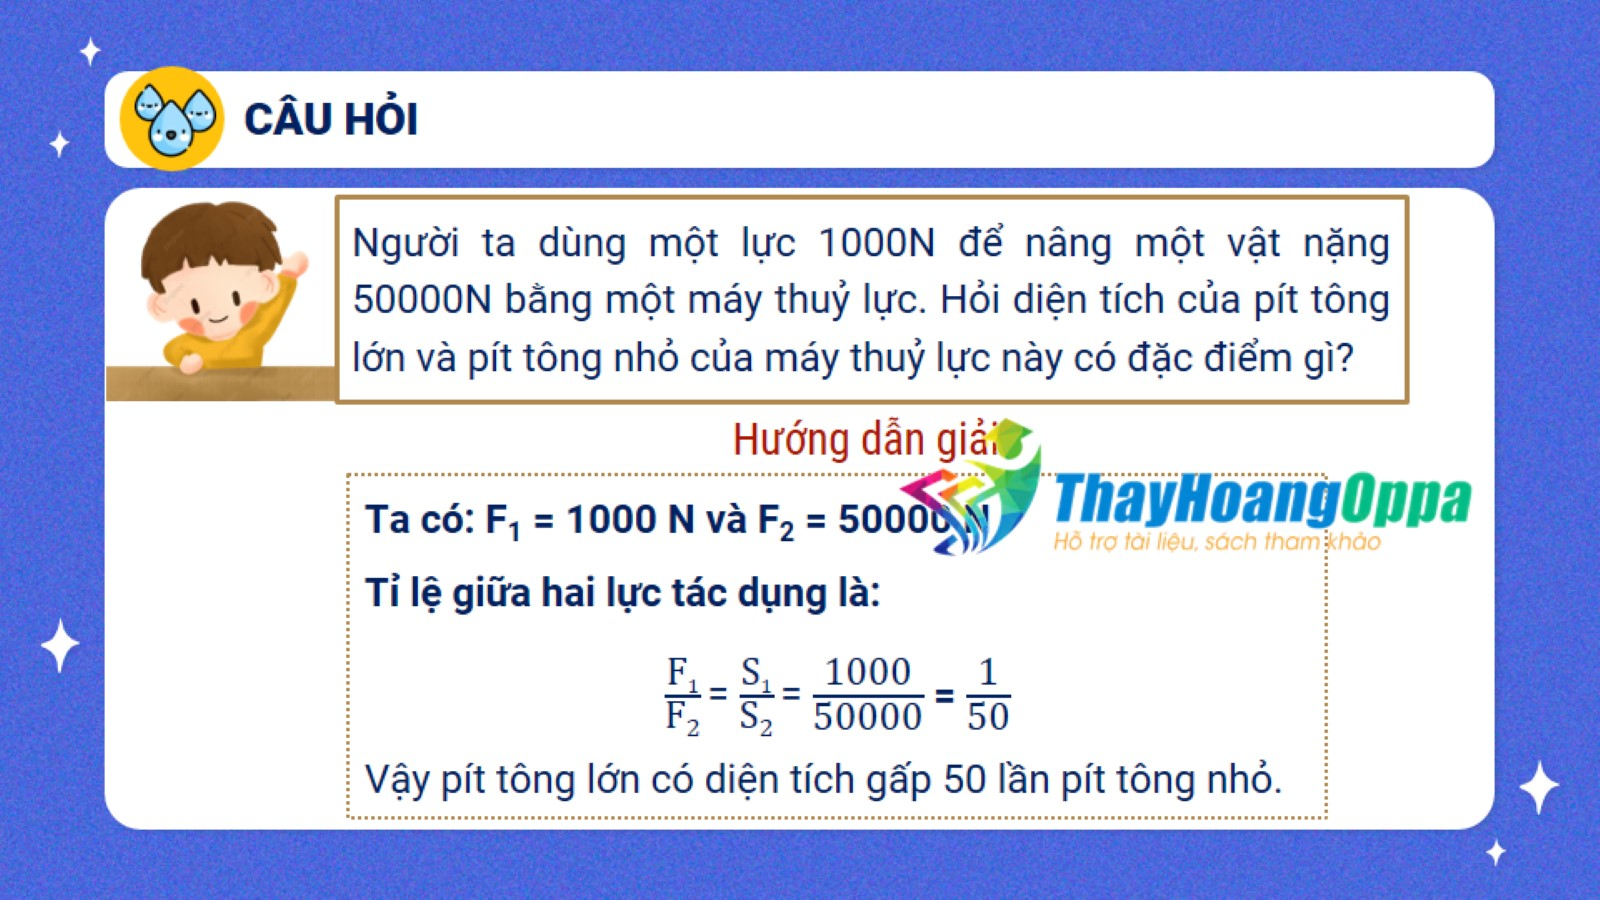 CÂU HỎI
Người ta dùng một lực 1000N để nâng một vật nặng
50000N bằng một máy thuỷ lực. Hỏi diện tích của pít tông
lớn và pít tông nhỏ của máy thuỷ lực này có đặc điểm gì?
Hướng dẫn giải
Ta có: F₁ = 1000 N và F₂ = 50000 N
ThayHoangOppa
Hỗ trợ tài liệu, sách tham khảo
Tỉ lệ giữa hai lực tác dụng là:
F₁/F₂ = S₁/S₂ = 1000/50000 = 1/50
Vậy pít tông lớn có diện tích gấp 50 lần pít tông nhỏ.